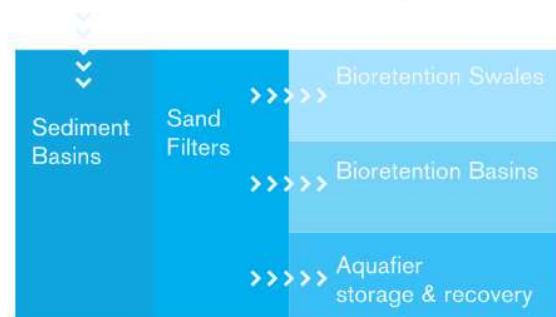 Sediment
Basins
Sand
Filters
Bioretention Swales
Bioretention Basins
Aquafier
storage & recovery